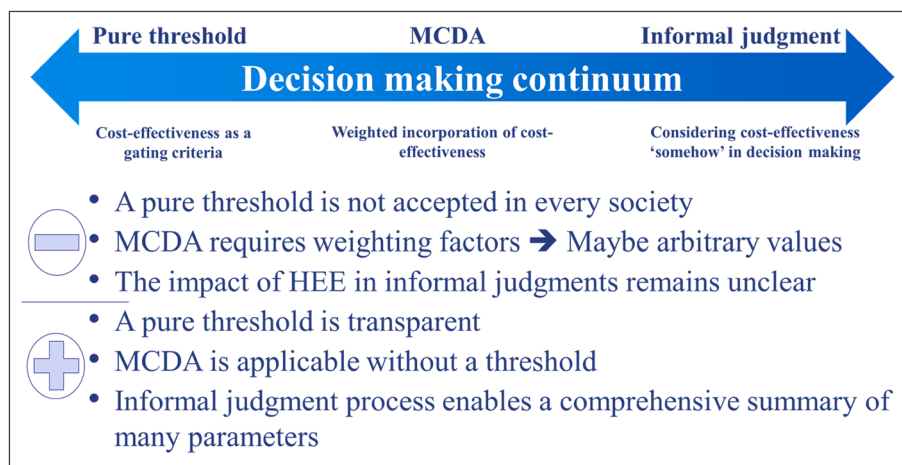 Pure threshold MCDA Informal judgment
Decision making continuum
Cost-effectiveness as a gating criteria
Weighted incorporation of cost-effectiveness
Considering cost-effectiveness 'somehow' in decision making
• A pure threshold is not accepted in every society
• MCDA requires weighting factors ➔ Maybe arbitrary values
• The impact of HEE in informal judgments remains unclear
• A pure threshold is transparent
• MCDA is applicable without a threshold
• Informal judgment process enables a comprehensive summary of
many parameters